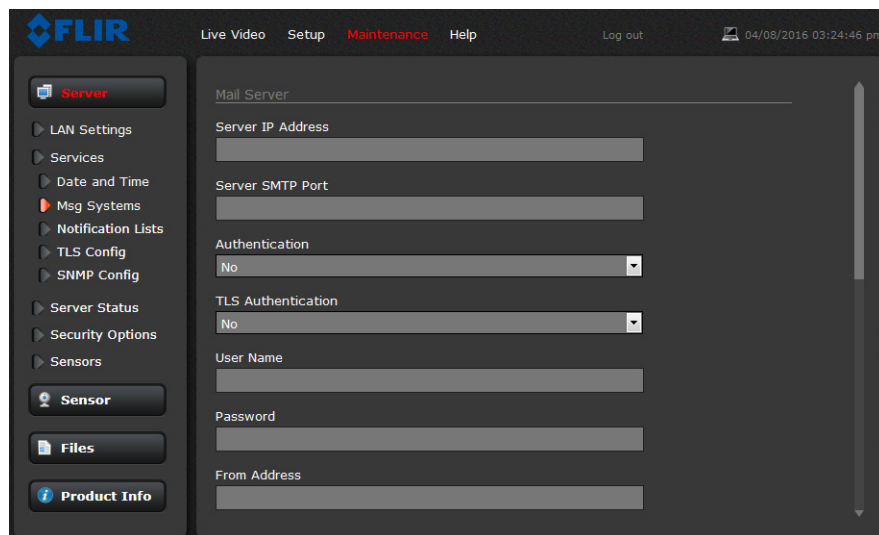 FLIR
Live Video Setup Maintenance Help Log out 04/08/2016 03:24:46 pm
Server
LAN Settings
Services
Date and Time
Msg Systems
Notification Lists
TLS Config
SNMP Config
Server Status
Security Options
Sensors
Sensor
Files
Product Info
Mail Server
Server IP Address
Server SMTP Port
Authentication
No
TLS Authentication
No
User Name
Password
From Address